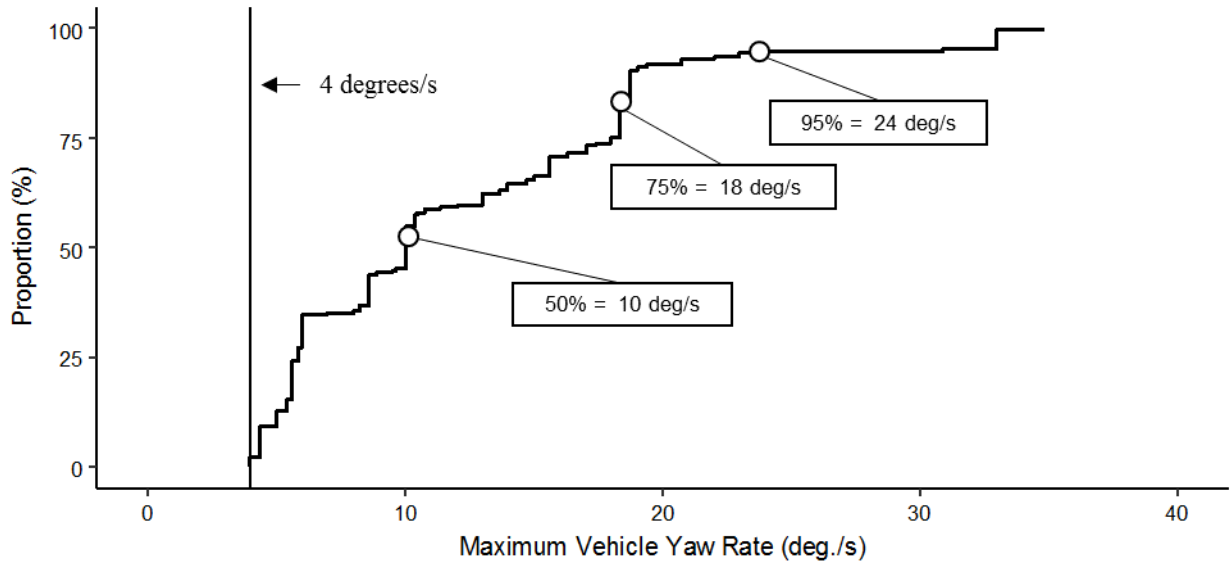 100
4 degrees/s
95% = 24 deg/s
75
75% = 18 deg/s
Proportion (%)
50
50% = 10 deg/s
25
0
0 10 20 30 40
Maximum Vehicle Yaw Rate (deg./s)